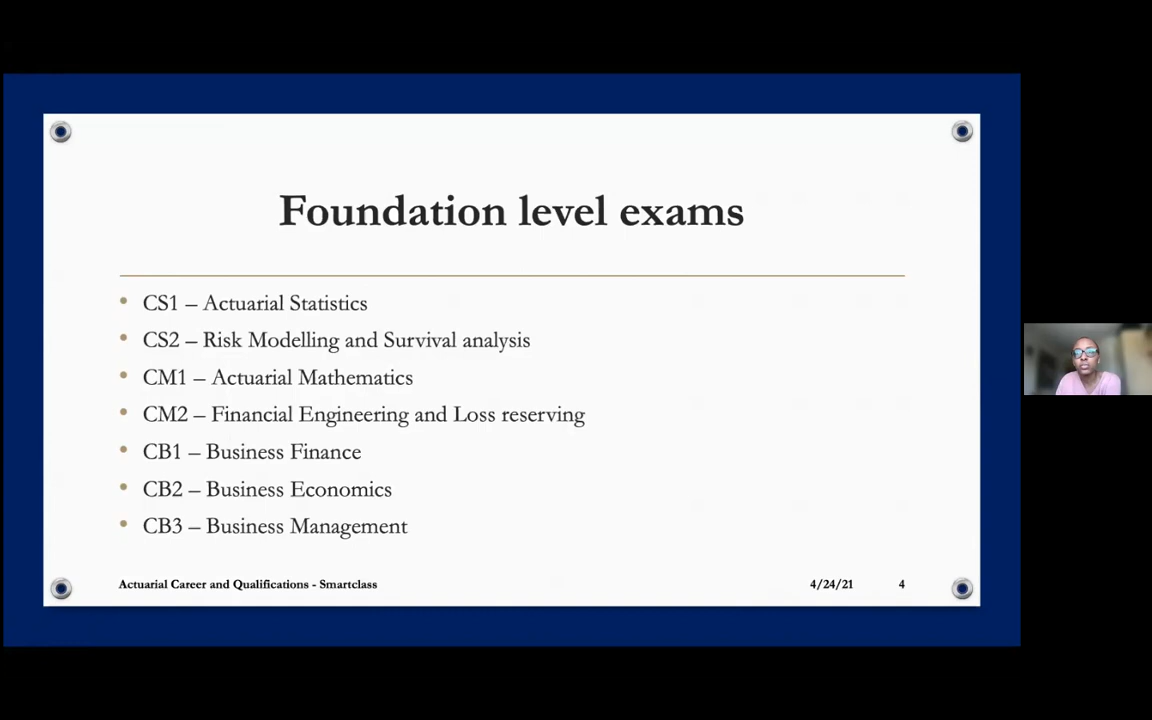 Foundation level exams
• CS1 – Actuarial Statistics
• CS2 – Risk Modelling and Survival analysis
• CM1 – Actuarial Mathematics
• CM2 – Financial Engineering and Loss reserving
• CB1 – Business Finance
• CB2 – Business Economics
• CB3 – Business Management
Actuarial Career and Qualifications - Smartclass 4/24/21 4